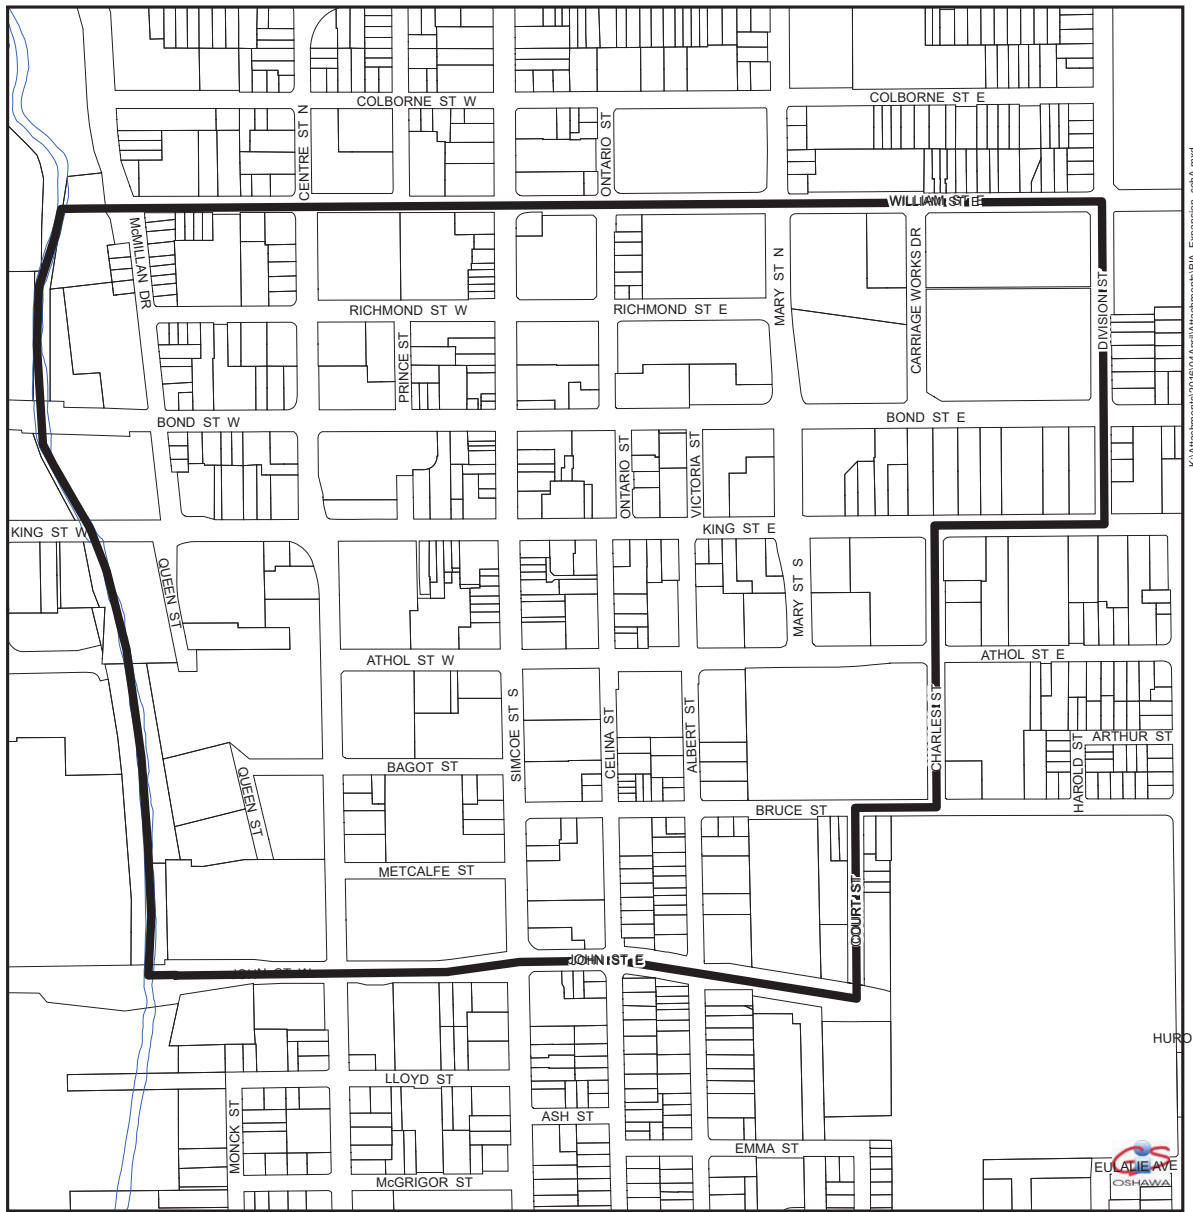 COLBORNE ST W
COLBORNE ST E
CENTRE ST N
ONTARIO ST
WILLIAM ST E
McMILLAN DR
MARY ST N
CARRIAGE WORKS DR
DIVISION ST
RICHMOND ST W
RICHMOND ST E
PRINCE ST
BOND ST W
BOND ST E
ONTARIO ST
VICTORIA ST
KING ST W
KING ST E
QUEEN ST
MARY ST S
ATHOL ST W
ATHOL ST E
SIMCOE ST S
CELINA ST
ALBERT ST
CHARLES ST
ARTHUR ST
HAROLD ST
BAGOT ST
QUEEN ST
BRUCE ST
METCALFE ST
COURT ST
JOHN ST W
JOHN ST E
HURO
LLOYD ST
MONCK ST
ASH ST
EMMA ST
McGRIGOR ST
EULALIE AVE
OSHAWA